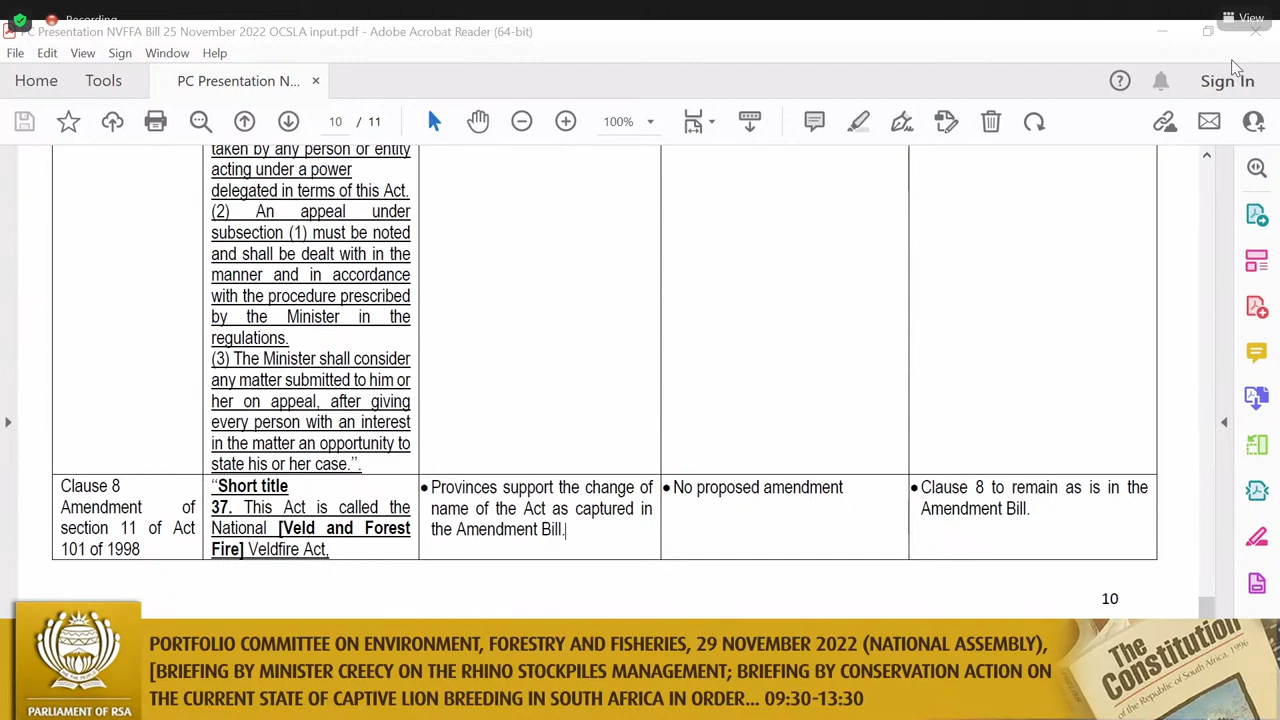 Recording
View
PC Presentation NVFFA Bill 25 November 2022 OCSLA input.pdf - Adobe Acrobat Reader (64-bit)
File Edit View Sign Window Help
Home Tools PC Presentation N... × Sign In
10 / 11 100%
taken by any person or entity
acting under a power
delegated in terms of this Act.
(2) An appeal under
subsection (1) must be noted
and shall be dealt with in the
manner and in accordance
with the procedure prescribed
by the Minister in the
regulations.
(3) The Minister shall consider
any matter submitted to him or
her on appeal, after giving
every person with an interest
in the matter an opportunity to
state his or her case.”.
Clause 8
Amendment of
section 11 of Act
101 of 1998
“Short title
37. This Act is called the
National [Veld and Forest
Fire] Veldfire Act,
• Provinces support the change of
name of the Act as captured in
the Amendment Bill.
• No proposed amendment
• Clause 8 to remain as is in the
Amendment Bill.
10
PORTFOLIO COMMITTEE ON ENVIRONMENT, FORESTRY AND FISHERIES, 29 NOVEMBER 2022 (NATIONAL ASSEMBLY),
[BRIEFING BY MINISTER CREECY ON THE RHINO STOCKPILES MANAGEMENT; BRIEFING BY CONSERVATION ACTION
ON THE CURRENT STATE OF CAPTIVE LION BREEDING IN SOUTH AFRICA IN ORDER... 09:30-13:30
PARLIAMENT OF RSA
The
Constitution
of the Republic of South Africa, 1996